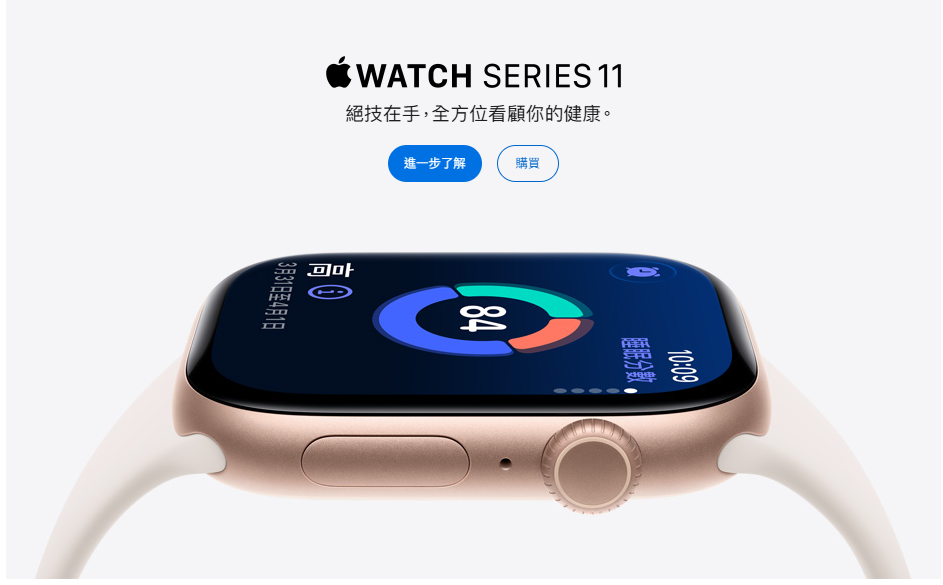 WATCH SERIES 11
絕技在手，全方位看顧你的健康。
進一步了解
購買
10:09
睡眠分數
84
高
3月31日至4月1日